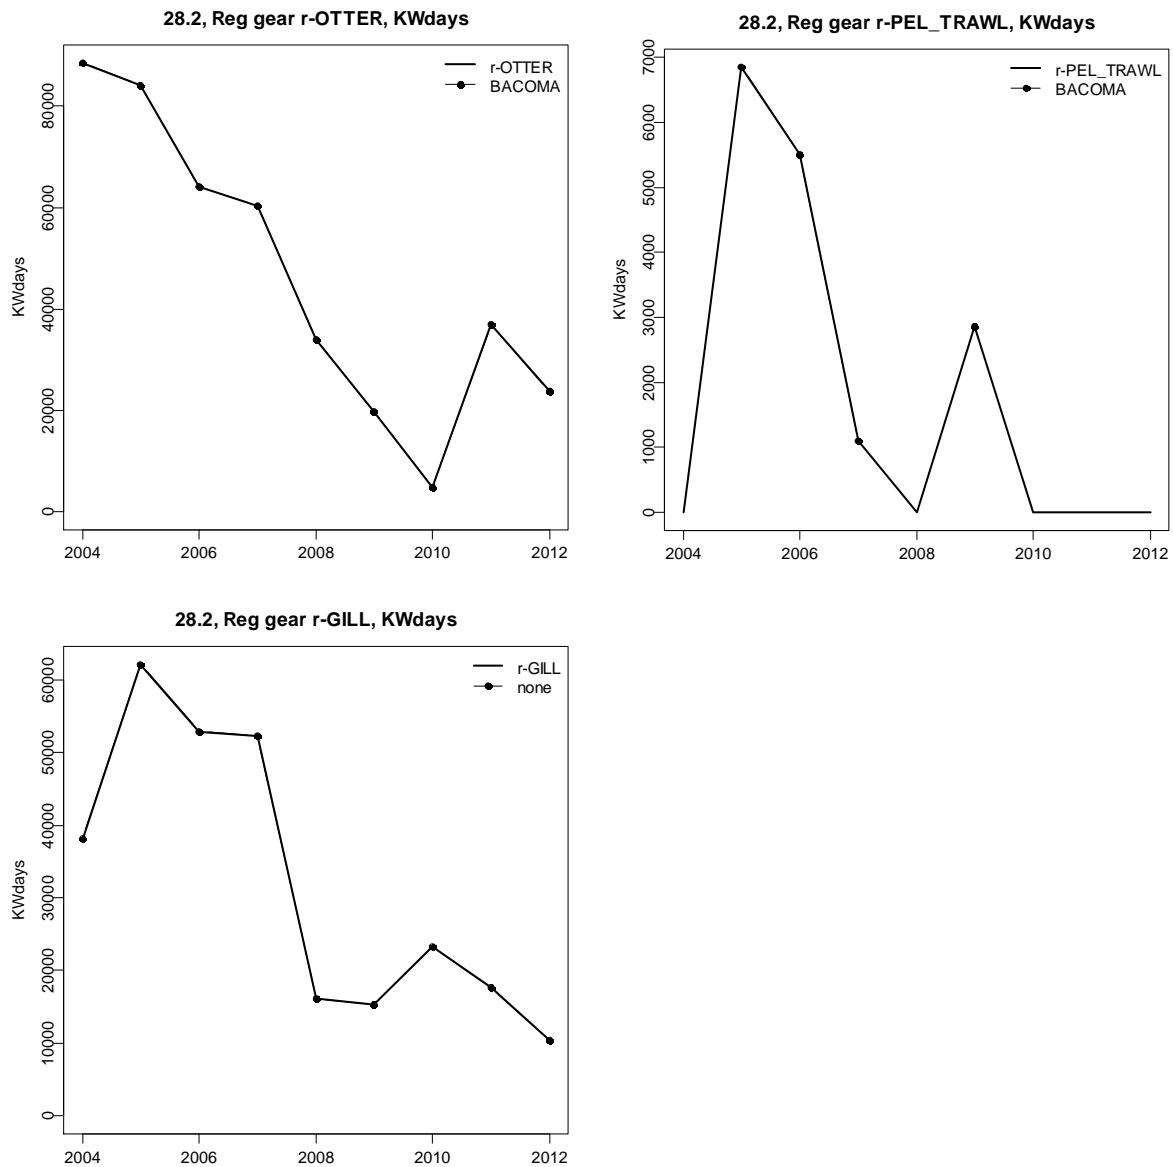 28.2, Reg gear r-OTTER, KWdays
r-OTTER
BACOMA
KWdays
80000
60000
40000
20000
0
2004 2006 2008 2010 2012
28.2, Reg gear r-PEL_TRAWL, KWdays
r-PEL_TRAWL
BACOMA
KWdays
7000
6000
5000
4000
3000
2000
1000
0
2004 2006 2008 2010 2012
28.2, Reg gear r-GILL, KWdays
r-GILL
none
KWdays
60000
50000
40000
30000
20000
10000
0
2004 2006 2008 2010 2012